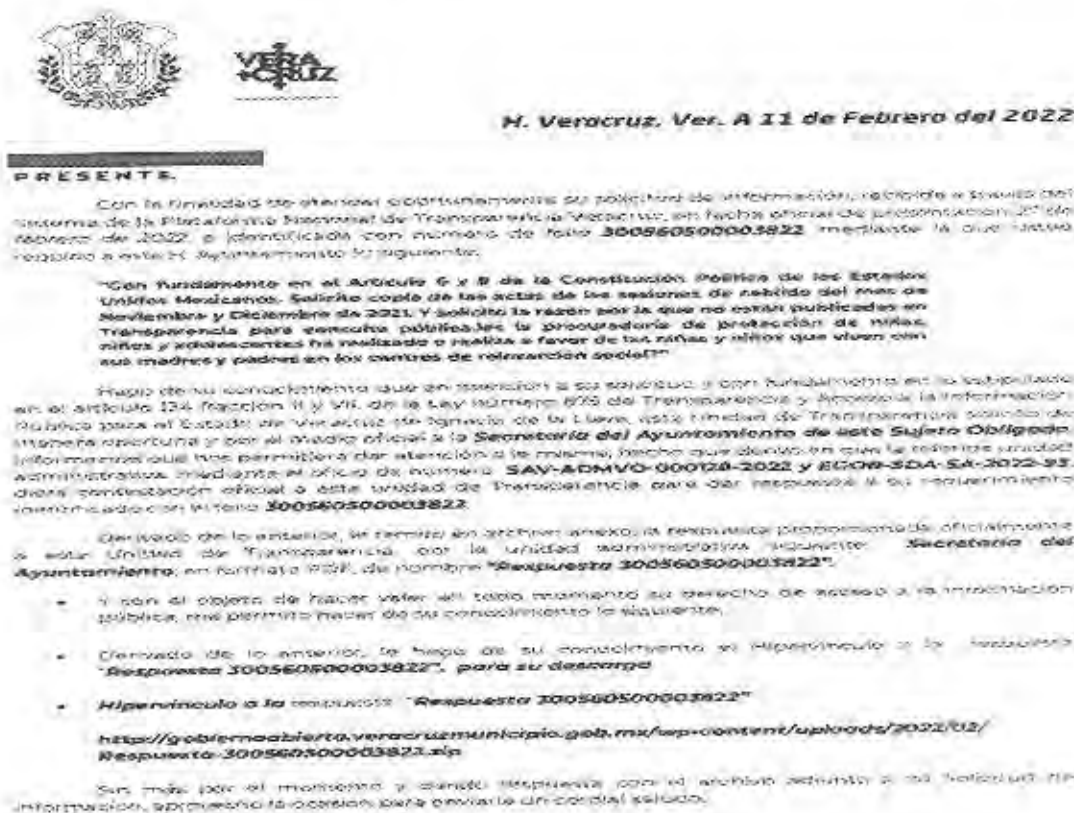 VERA
+CRUZ
H. Veracruz, Ver. A 11 de Febrero del 2022
PRESENTE.
Con la finalidad de atender oportunamente su solicitud de información, recibida a través del
sistema de la Plataforma Nacional de Transparencia Veracruz, en fecha oficial de presentación 2 de
febrero de 2022 e identificada con número de folio 300560500003822 mediante la que usted
requirió a este H. Ayuntamiento lo siguiente:
"Con fundamento en el Artículo 6 y 8 de la Constitución Política de los Estados
Unidos Mexicanos. Solicito copia de las actas de las sesiones de cabildo del mes de
Noviembre y Diciembre de 2021. Y solicito la razón por la que no están publicadas en
Transparencia para consulta pública. la procuraduría de protección de niñas,
niños y adolescentes ha realizado o realiza a favor de las niñas y niños que viven con
sus madres y padres en los centros de reinserción social?"
Hago de su conocimiento que en atención a su solicitud y con fundamento en lo estipulado
en el artículo 134 fracción II y VII, de la Ley número 875 de Transparencia y Acceso a la Información
Pública para el Estado de Veracruz de Ignacio de la Llave, esta Unidad de Transparencia solicitó de
manera oportuna y por el medio oficial a la Secretaría del Ayuntamiento de este Sujeto Obligado,
información que nos permitiera dar atención a la misma, hecho que derivó en que la referida unidad
administrativa, mediante el oficio de número SAV-ADMVO-000128-2022 y EGOB-SDA-SA-2022-93,
diera contestación oficial a esta unidad de Transparencia para dar respuesta a su requerimiento
identificado con el folio 300560500003822
Derivado de lo anterior, le remito en archivo anexo, la respuesta proporcionada oficialmente
a esta Unidad de Transparencia por la unidad administrativa siguiente: Secretaría del
Ayuntamiento, en formato PDF, de nombre "Respuesta 300560500003822".
• Y con el objeto de hacer valer en todo momento su derecho de acceso a la información
pública, me permito hacer de su conocimiento lo siguiente:
• Derivado de lo anterior, le hago de su conocimiento el Hipervínculo a la respuesta
"Respuesta 300560500003822", para su descarga
• Hipervínculo a la respuesta "Respuesta 300560500003822"
http://gobiernoabierto.veracruzmunicipio.gob.mx/wp-content/uploads/2022/02/
Respuesta-300560500003822.zip
Sin más por el momento y dando respuesta con el archivo adjunto a su Solicitud de
información, aprovecho la ocasión para enviarle un cordial saludo.